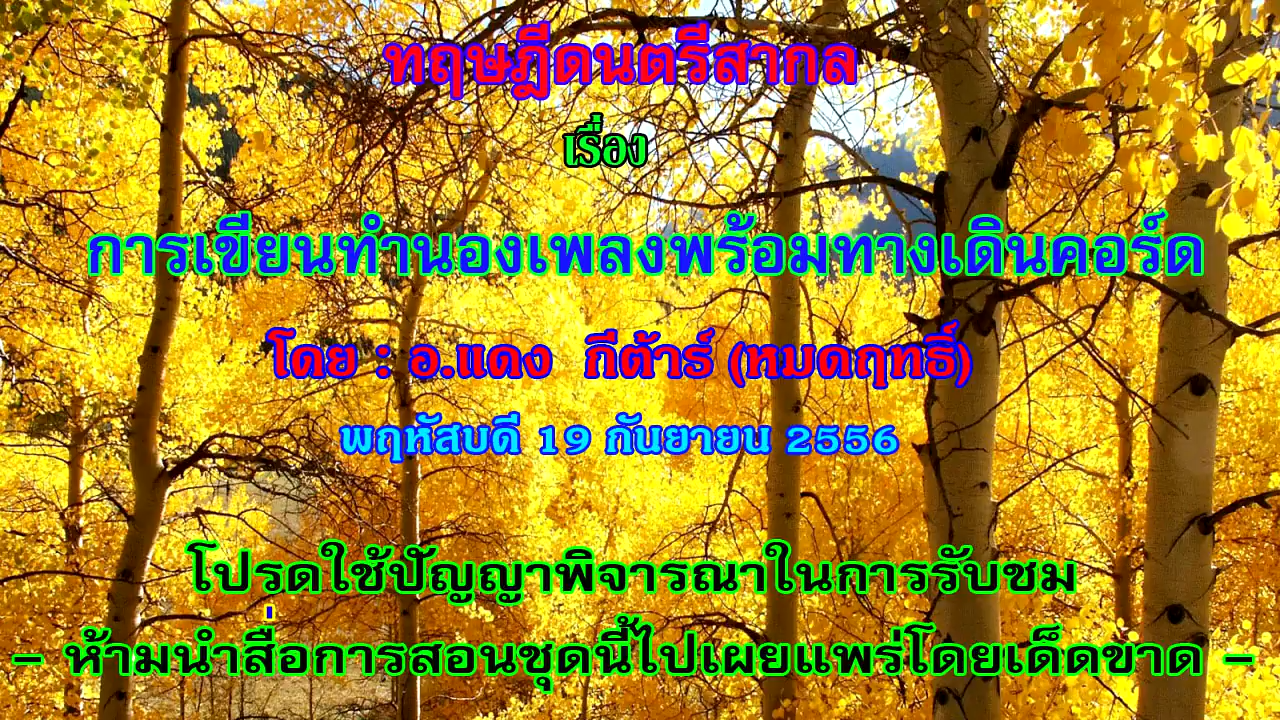 ทฤษฎีดนตรีสากล
เรื่อง
การเขียนทำนองเพลงพร้อมทางเดินคอร์ด
โดย : อ.แดง กีต้าร์ (หมดฤทธิ์)
พฤหัสบดี 19 กันยายน 2556
โปรดใช้ปัญญาพิจารณาในการรับชม
- ห้ามนำสื่อการสอนชุดนี้ไปเผยแพร่โดยเด็ดขาด -